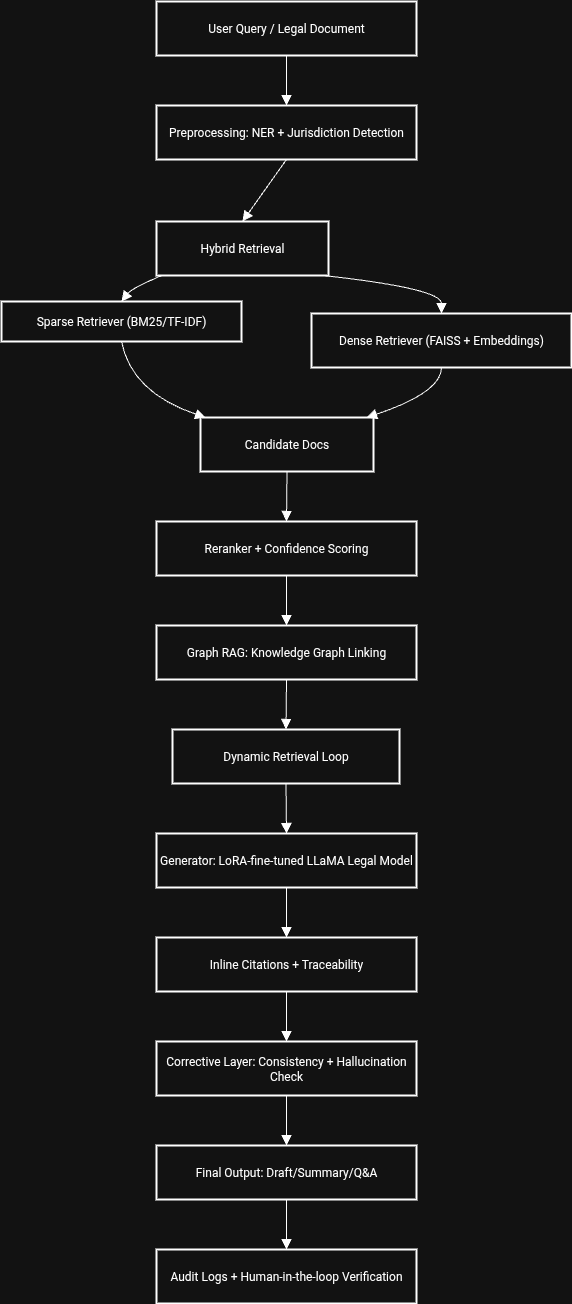 User Query / Legal Document
Preprocessing: NER + Jurisdiction Detection
Hybrid Retrieval
Sparse Retriever (BM25/TF-IDF)
Dense Retriever (FAISS + Embeddings)
Candidate Docs
Reranker + Confidence Scoring
Graph RAG: Knowledge Graph Linking
Dynamic Retrieval Loop
Generator: LoRA-fine-tuned LLaMA Legal Model
Inline Citations + Traceability
Corrective Layer: Consistency + Hallucination
Check
Final Output: Draft/Summary/Q&A
Audit Logs + Human-in-the-loop Verification